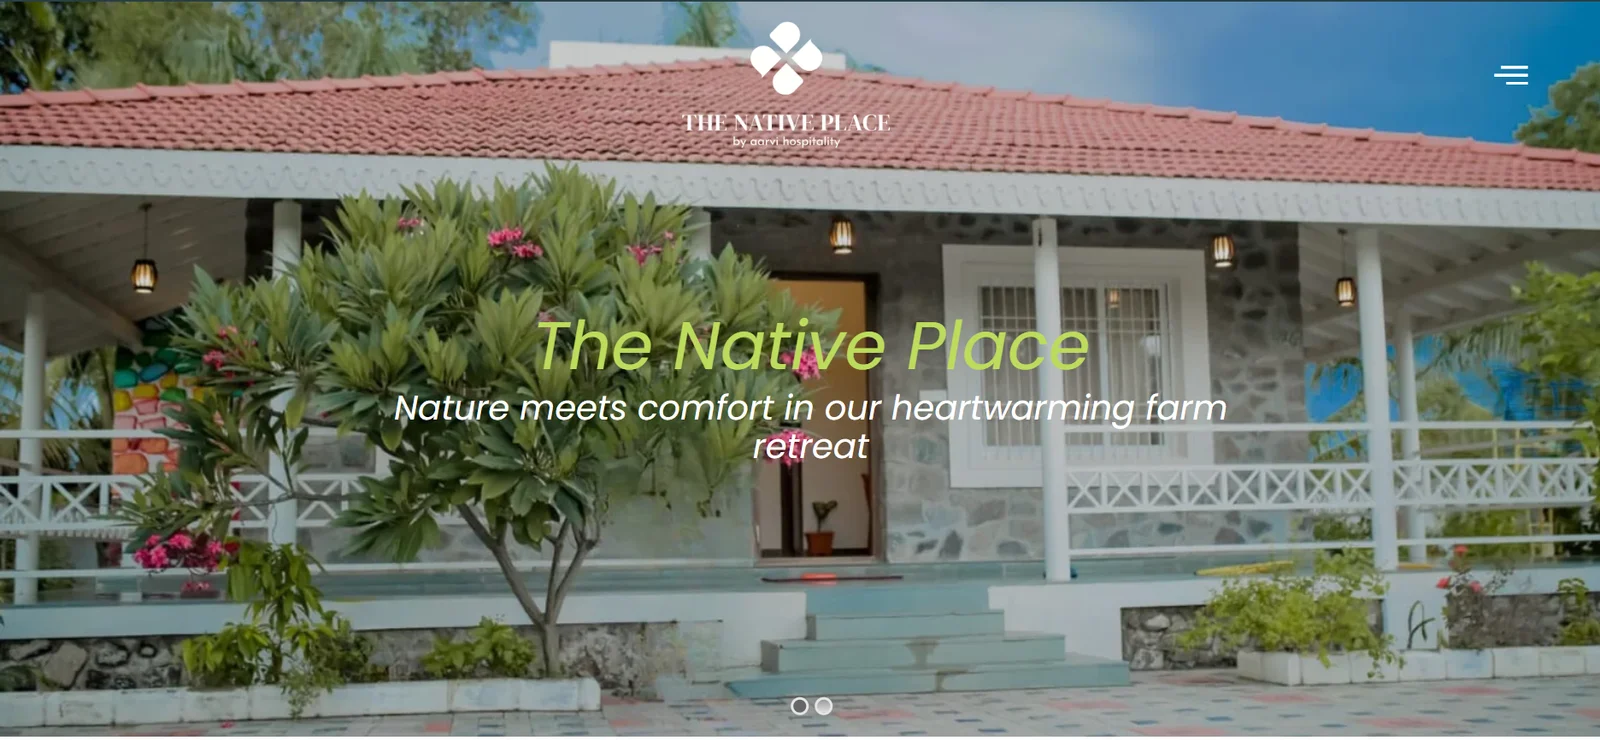 THE NATIVE PLACE
by aarvi hospitality
The Native Place
Nature meets comfort in our heartwarming farm
retreat